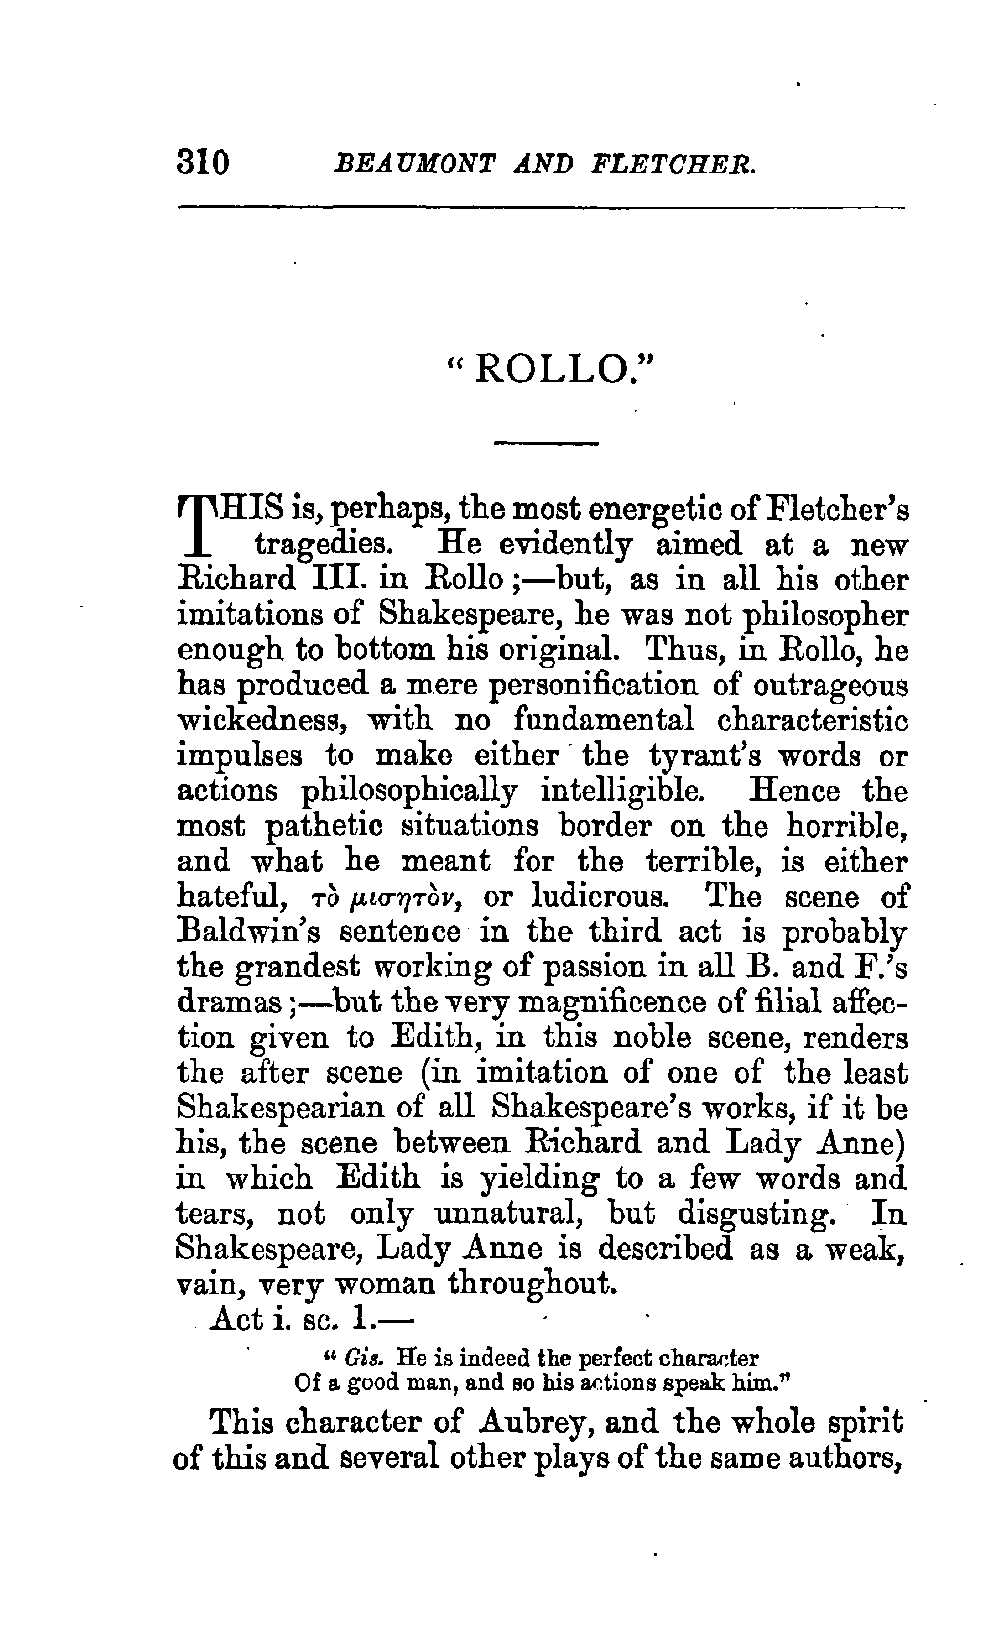 310 BEAUMONT AND FLETCHER.
“ ROLLO.”
THIS is, perhaps, the most energetic of Fletcher’s
tragedies. He evidently aimed at a new
Richard III. in Rollo ;—but, as in all his other
imitations of Shakespeare, he was not philosopher
enough to bottom his original. Thus, in Rollo, he
has produced a mere personification of outrageous
wickedness, with no fundamental characteristic
impulses to make either the tyrant’s words or
actions philosophically intelligible. Hence the
most pathetic situations border on the horrible,
and what he meant for the terrible, is either
hateful, τὸ μισητὸν, or ludicrous. The scene of
Baldwin’s sentence in the third act is probably
the grandest working of passion in all B. and F.’s
dramas ;—but the very magnificence of filial affec-
tion given to Edith, in this noble scene, renders
the after scene (in imitation of one of the least
Shakespearian of all Shakespeare’s works, if it be
his, the scene between Richard and Lady Anne)
in which Edith is yielding to a few words and
tears, not only unnatural, but disgusting. In
Shakespeare, Lady Anne is described as a weak,
vain, very woman throughout.
Act i. sc. 1.—
“ Gis. He is indeed the perfect character
Of a good man, and so his actions speak him.”
This character of Aubrey, and the whole spirit
of this and several other plays of the same authors,